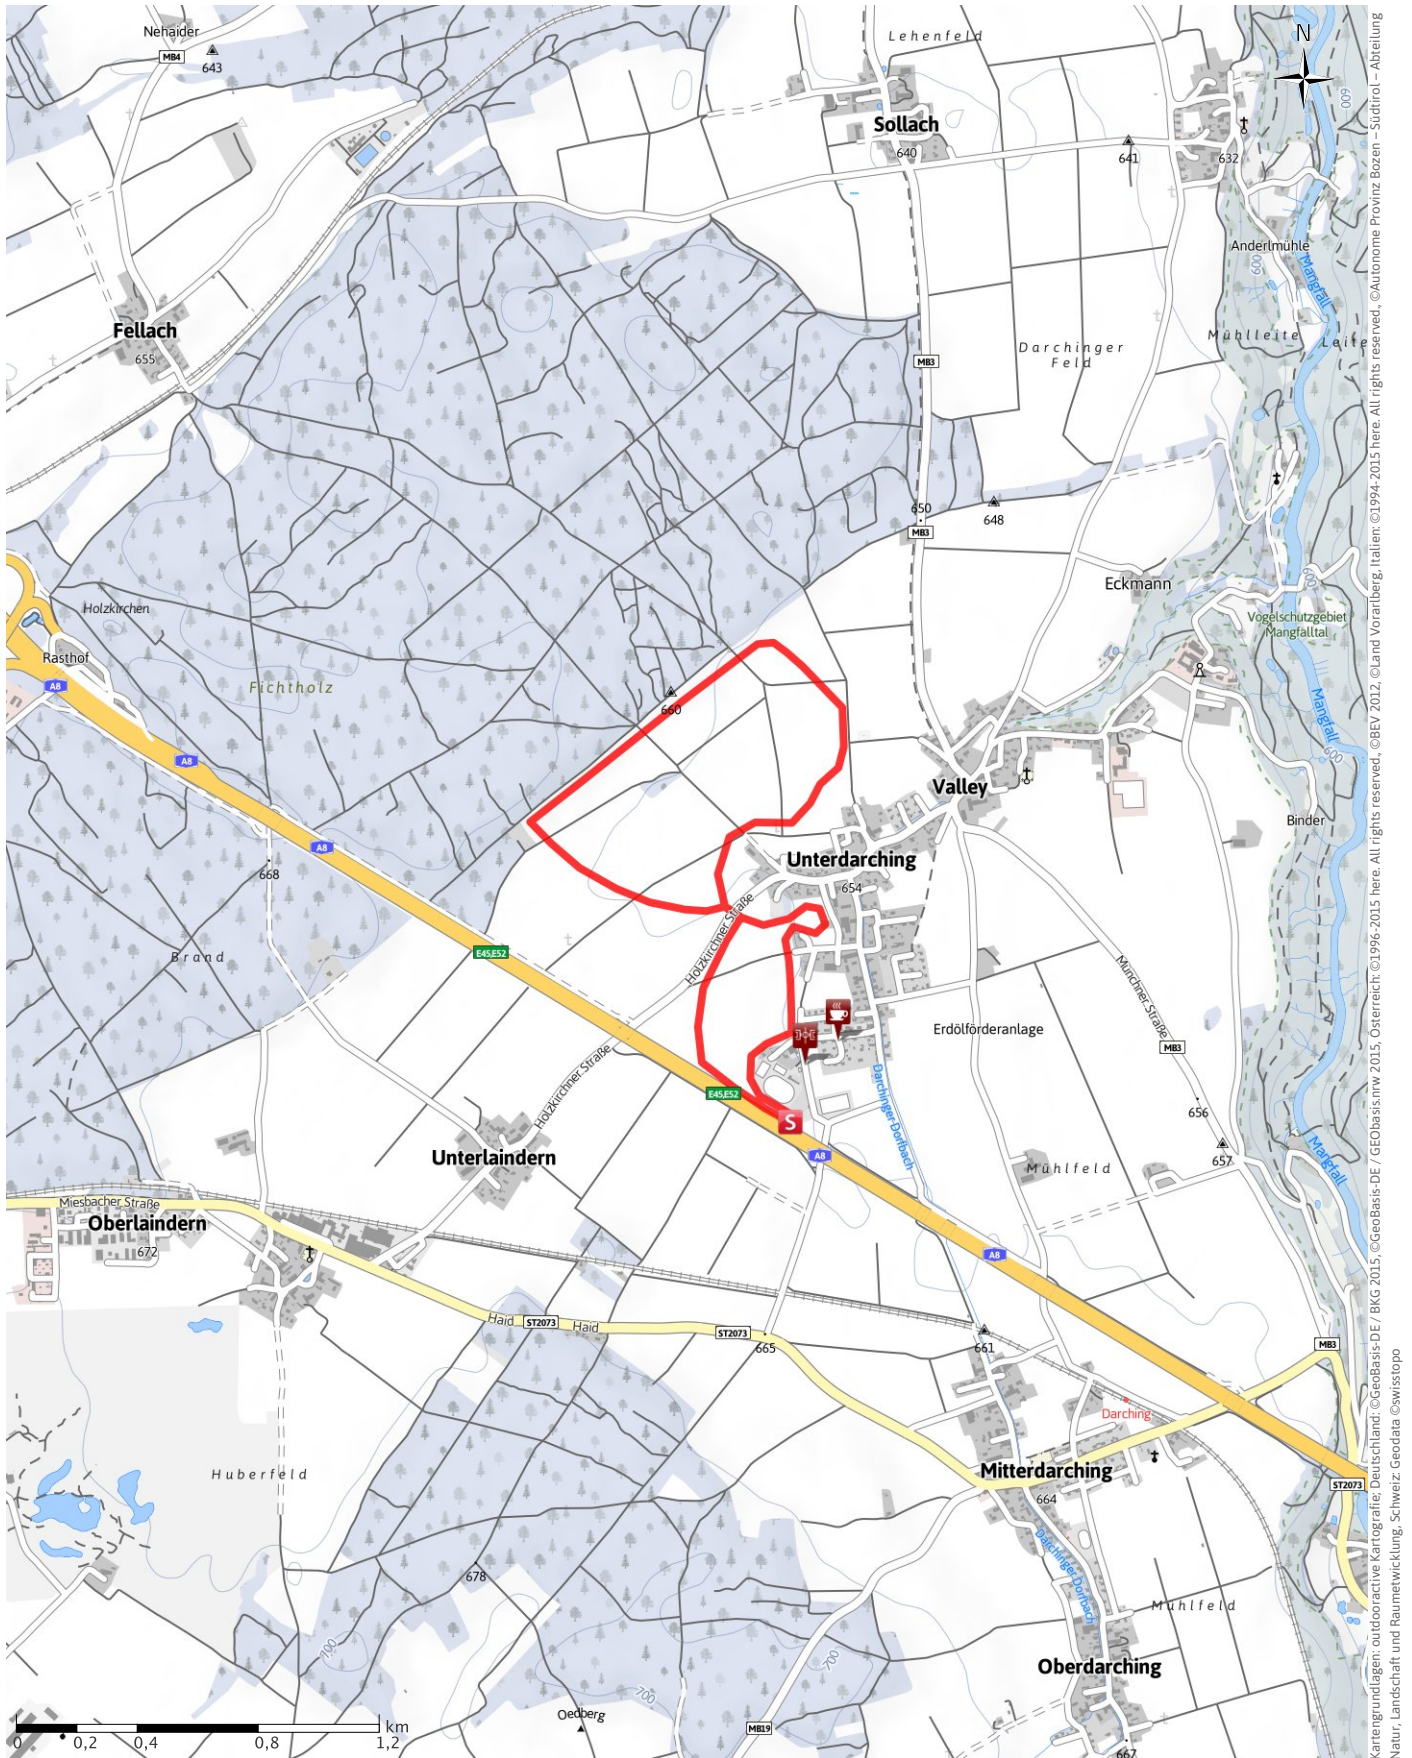 Nehaider
MB4
643
Lehenfeld
N
600
Sollach
640
641
632
Anderlmühle
600
Mangfall
Fellach
655
Mühlleite
Leite
Darchinger
Feld
MB3
650
648
MB3
Eckmann
600
Holzkirchen
Vogelschutzgebiet
Mangfalltal
Rasthof
A8
Fichtholz
660
Mangfall
600
A8
Valley
A8
Binder
Unterdarching
668
654
Holzkirchner Straße
Brand
E45,E52
Münchner Straße
Erdölförderanlage
MB3
Holzkirchner Straße
Darchinger Dorfbach
E45,E52
656
S
A8
657
Mangfall
Unterlaindern
Mühlfeld
Miesbacher Straße
Oberlaindern
672
A8
Haid
ST2073
Haid
ST2073
665
661
MB3
Darching
Huberfeld
Mitterdarching
664
ST2073
Darchinger Dorfbach
678
Mühlfeld
700
700
700
Oberdarching
Oedberg
MB19
667
km
0
0,2
0,4
0,8
1,2
Kartengrundlagen: outdooractive Kartografie; Deutschland: ©GeoBasis-DE / BKG 2015, ©GeoBasis-DE / GEObasis.nrw 2015, Österreich: ©1996-2015 here. All rights reserved., ©BEV 2012, ©Land Vorarlberg, Italien: ©1994-2015 here. All rights reserved., ©Autonome Provinz Bozen – Südtirol – Abteilung
Natur, Landschaft und Raumentwicklung, Schweiz: Geodata ©swisstopo